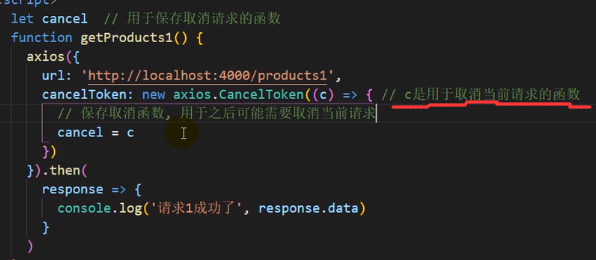 script>
let cancel  // 用于保存取消请求的函数
function getProducts1() {
axios({
url: 'http://localhost:4000/products1',
cancelToken: new axios.CancelToken((c) => { // c是用于取消当前请求的函数
// 保存取消函数, 用于之后可能需要取消当前请求
cancel = c
})
}).then(
response => {
console.log('请求1成功了', response.data)
}
)